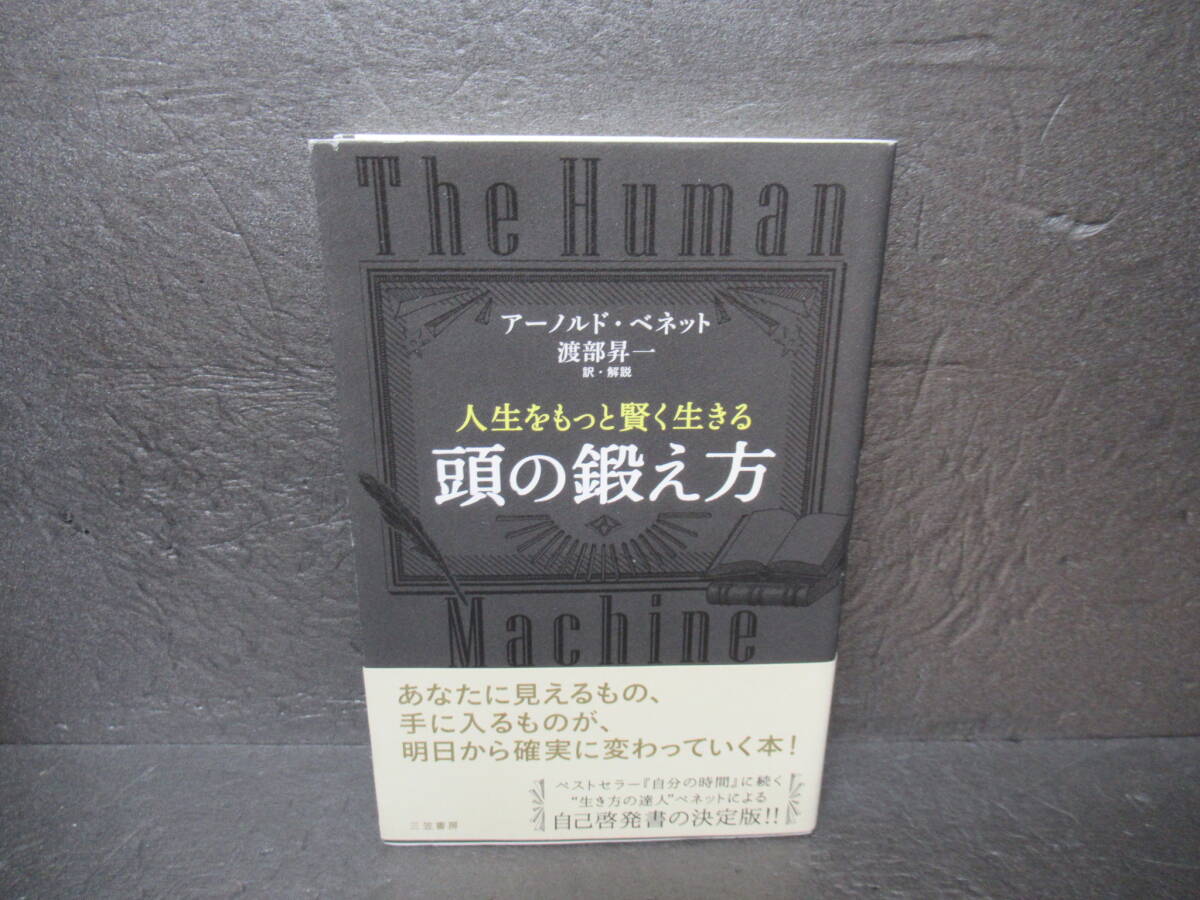 The Human
アーノルド・ベネット
渡部昇一
訳・解説
人生をもっと賢く生きる
頭の鍛え方
Machine
あなたに見えるもの、
手に入るものが、
明日から確実に変わっていく本!
ベストセラー『自分の時間』に続く
“生き方の達人”ベネットによる
自己啓発書の決定版!!
三笠書房